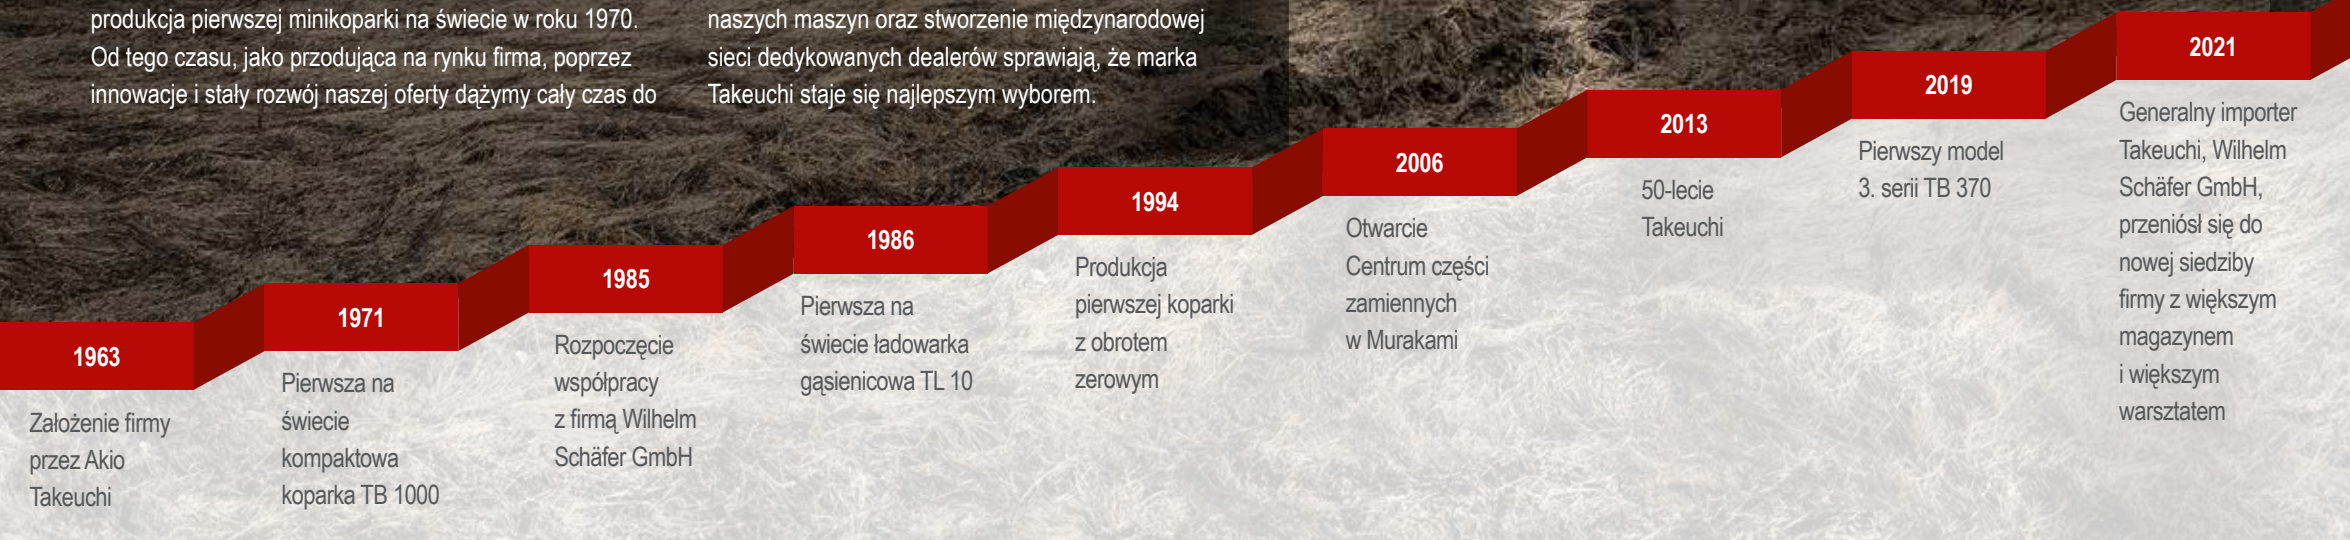 produkcja pierwszej minikoparki na świecie w roku 1970.
Od tego czasu, jako przodująca na rynku firma, poprzez
innowacje i stały rozwój naszej oferty dążymy cały czas do
naszych maszyn oraz stworzenie międzynarodowej
sieci dedykowanych dealerów sprawiają, że marka
Takeuchi staje się najlepszym wyborem.
1963
Założenie firmy
przez Akio
Takeuchi
1971
Pierwsza na
świecie
kompaktowa
koparka TB 1000
1985
Rozpoczęcie
współpracy
z firmą Wilhelm
Schäfer GmbH
1986
Pierwsza na
świecie ładowarka
gąsienicowa TL 10
1994
Produkcja
pierwszej koparki
z obrotem
zerowym
2006
Otwarcie
Centrum części
zamiennych
w Murakami
2013
50-lecie
Takeuchi
2019
Pierwszy model
3. serii TB 370
2021
Generalny importer
Takeuchi, Wilhelm
Schäfer GmbH,
przeniósł się do
nowej siedziby
firmy z większym
magazynem
i większym
warsztatem